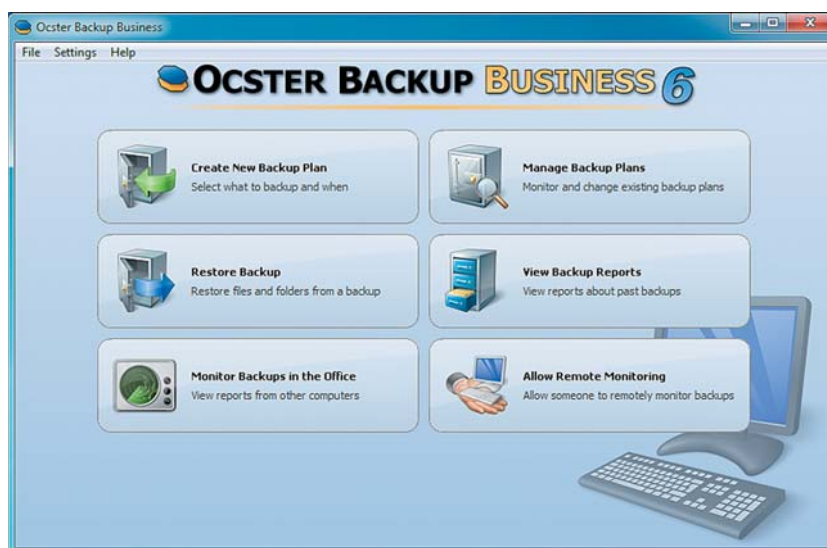 Ocster Backup Business
File Settings Help
OCSTER BACKUP BUSINESS 6
Create New Backup Plan
Select what to backup and when
Manage Backup Plans
Monitor and change existing backup plans
Restore Backup
Restore files and folders from a backup
View Backup Reports
View reports about past backups
Monitor Backups in the Office
View reports from other computers
Allow Remote Monitoring
Allow someone to remotely monitor backups